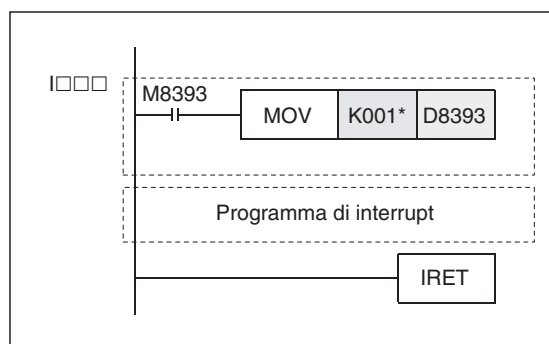 I□□□
M8393
MOV K001* D8393
Programma di interrupt
IRET